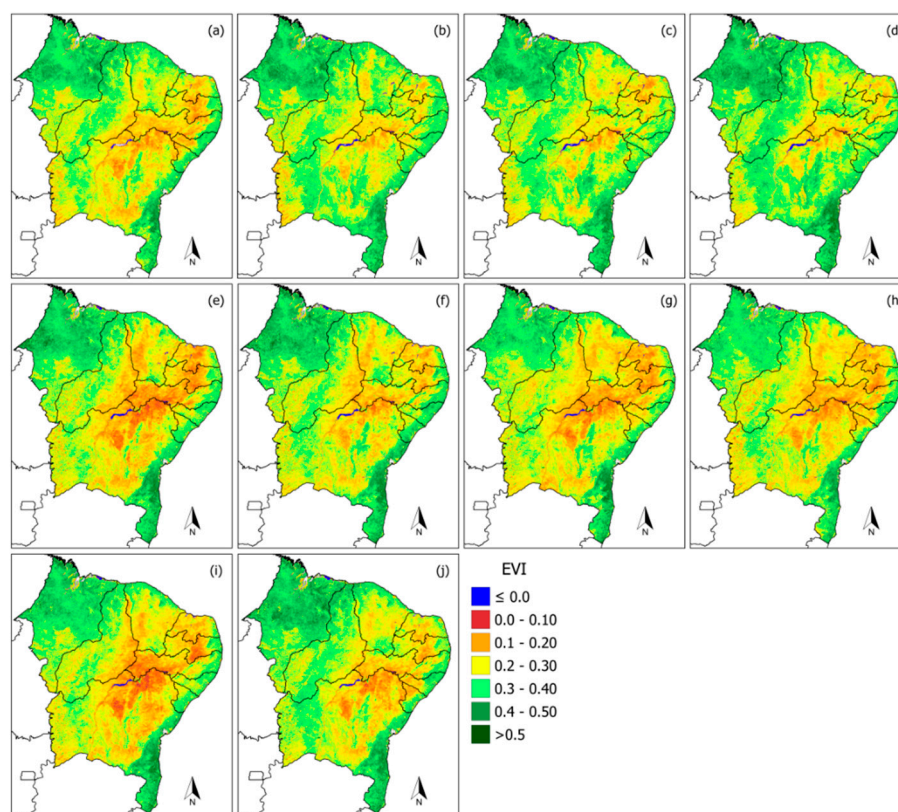 (a)
(b)
(c)
(d)
N
N
N
N
(e)
(f)
(g)
(h)
N
N
N
N
(i)
(j)
EVI
≤ 0.0
0.0 - 0.10
0.1 - 0.20
0.2 - 0.30
0.3 - 0.40
0.4 - 0.50
>0.5
N
N